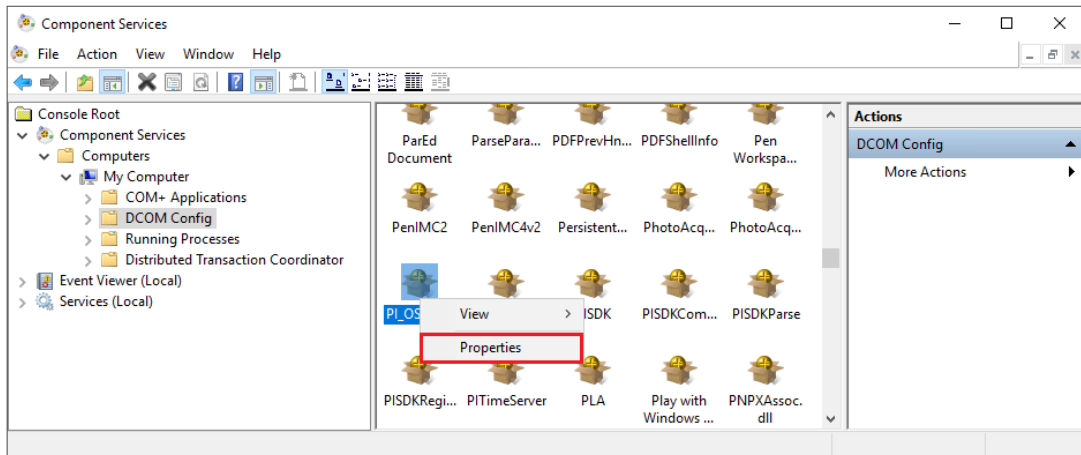 Component Services
File Action View Window Help
Console Root
Component Services
Computers
My Computer
COM+ Applications
DCOM Config
Running Processes
Distributed Transaction Coordinator
Event Viewer (Local)
Services (Local)
ParEd Document
ParsePara...
PDFPrevHn...
PDFShellInfo
Pen Workspa...
PenIMC2
PenIMC4v2
Persistent...
PhotoAcq...
PhotoAcq...
PI_OS
View
Properties
ISDK
PISDKCom...
PISDKParse
PISDKRegi...
PITimeServer
PLA
Play with Windows ...
PNPXAssoc. dll
Actions
DCOM Config
More Actions